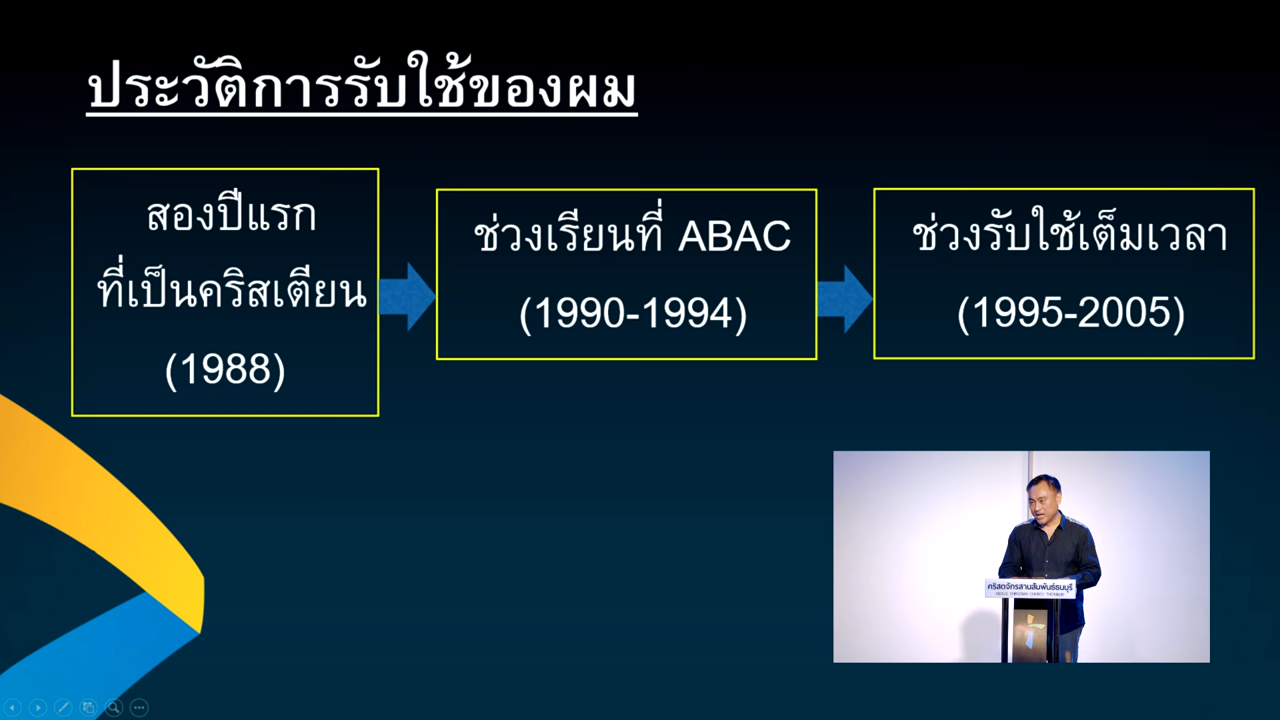 ประวัติการรับใช้ของผม
สองปีแรก
ที่เป็นคริสเตียน
(1988)
ช่วงเรียนที่ ABAC
(1990-1994)
ช่วงรับใช้เต็มเวลา
(1995-2005)
คริสตจักรสานสัมพันธ์ธนบุรี